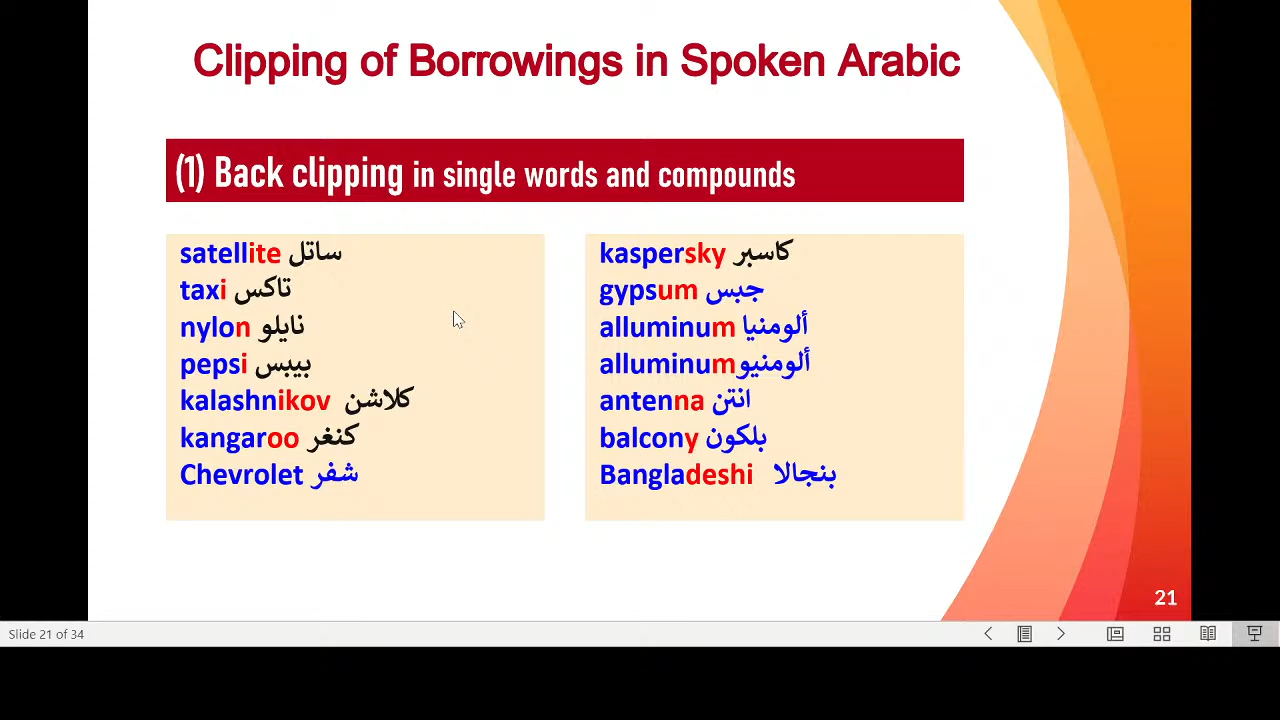 Clipping of Borrowings in Spoken Arabic
(1) Back clipping in single words and compounds
satellite ساتل
taxi تاكس
nylon نايلو
pepsi بيبس
kalashnikov كلاشن
kangaroo كنغر
Chevrolet شفر
kaspersky كاسبر
gypsum جبس
alluminum ألومنيا
alluminum ألومنيو
antenna انتن
balcony بلكون
Bangladeshi بنجالا
21
Slide 21 of 34